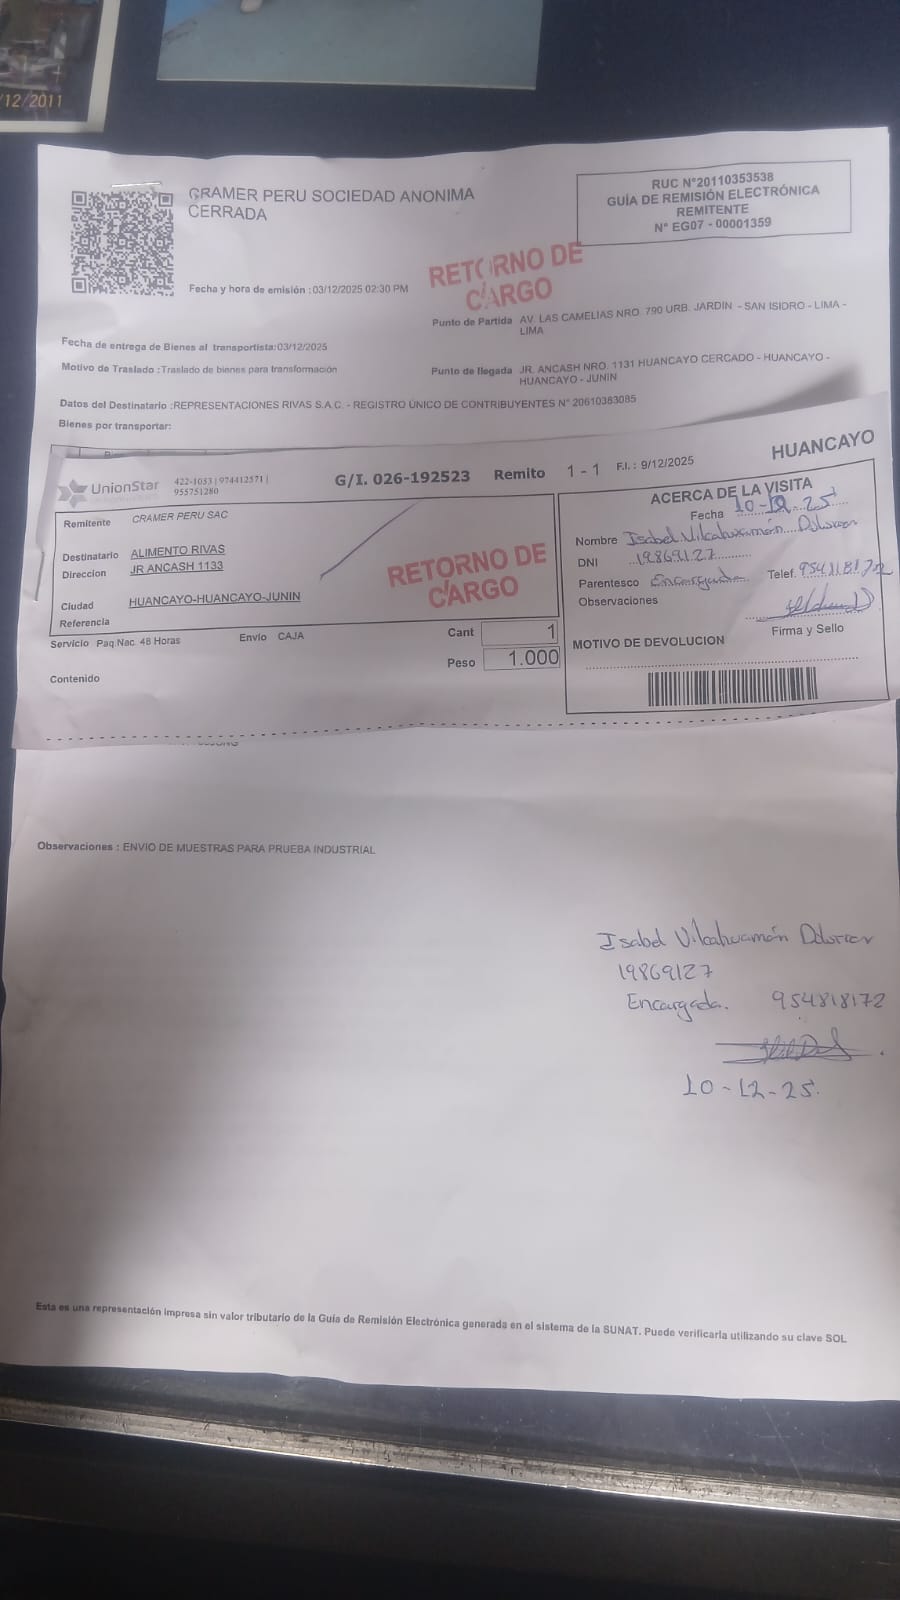 /12/2011
CRAMER PERU SOCIEDAD ANONIMA
CERRADA
RUC N°20110353538
GUÍA DE REMISIÓN ELECTRÓNICA
REMITENTE
N° EG07 - 00001359
Fecha y hora de emisión : 03/12/2025 02:30 PM
RETORNO DE
CARGO
Punto de Partida AV. LAS CAMELIAS NRO. 790 URB. JARDIN - SAN ISIDRO - LIMA -
LIMA
Fecha de entrega de Bienes al transportista:03/12/2025
Motivo de Traslado :Traslado de bienes para transformación
Punto de llegada JR. ANCASH NRO. 1131 HUANCAYO CERCADO - HUANCAYO -
HUANCAYO - JUNIN
Datos del Destinatario :REPRESENTACIONES RIVAS S.A.C. - REGISTRO ÚNICO DE CONTRIBUYENTES N° 20610383085
Bienes por transportar:
UnionStar
422-1053 | 974412571 |
955751280
G/I. 026-192523 Remito 1 - 1 F.I. : 9/12/2025
HUANCAYO
Remitente CRAMER PERU SAC
Destinatario ALIMENTO RIVAS
Direccion JR ANCASH 1133
Ciudad HUANCAYO-HUANCAYO-JUNIN
Referencia
RETORNO DE
CARGO
Servicio Paq.Nac. 48 Horas Envío CAJA
Cant 1
Peso 1.000
Contenido
ACERCA DE LA VISITA
Fecha 10-12-25
Nombre Isabel Vilcahuamán
DNI 19869127
Parentesco Encargada Telef. 954818172
Observaciones
Firma y Sello
MOTIVO DE DEVOLUCION
Observaciones : ENVIO DE MUESTRAS PARA PRUEBA INDUSTRIAL
Isabel Vilcahuamán
19869127
Encargada. 954818172
10-12-25.
Esta es una representación impresa sin valor tributario de la Guía de Remisión Electrónica generada en el sistema de la SUNAT. Puede verificarla utilizando su clave SOL